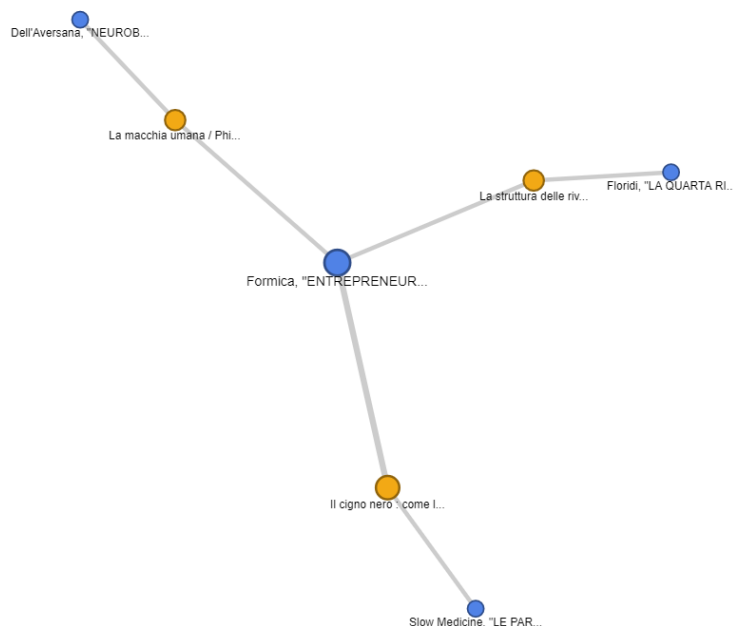 Dell'Aversana, "NEUROB...
La macchia umana / Phi...
La struttura delle riv...
Floridi, "LA QUARTA RI...
Formica, "ENTREPRENEUR...
Il cigno nero : come l...
Slow Medicine, "LE PAR...